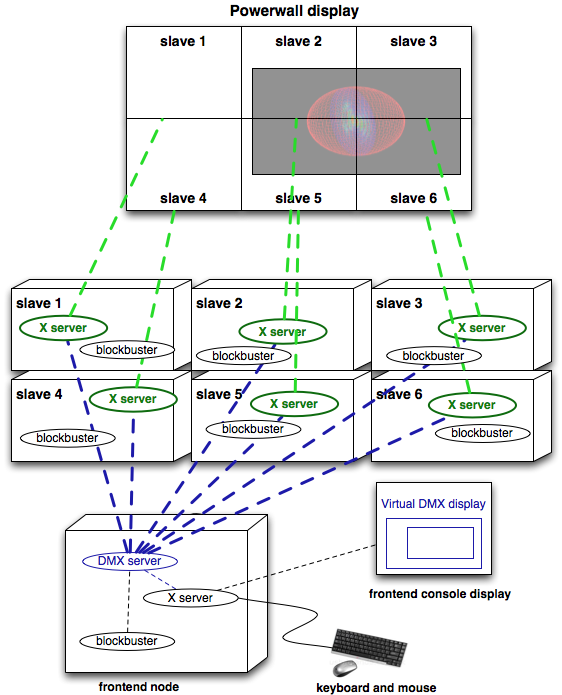 Powerwall display
slave 1
slave 2
slave 3
slave 4
slave 5
slave 6
slave 1
X server
blockbuster
slave 2
X server
blockbuster
slave 3
X server
blockbuster
slave 4
X server
blockbuster
slave 5
X server
blockbuster
slave 6
X server
blockbuster
DMX server
X server
blockbuster
frontend node
Virtual DMX display
frontend console display
keyboard and mouse